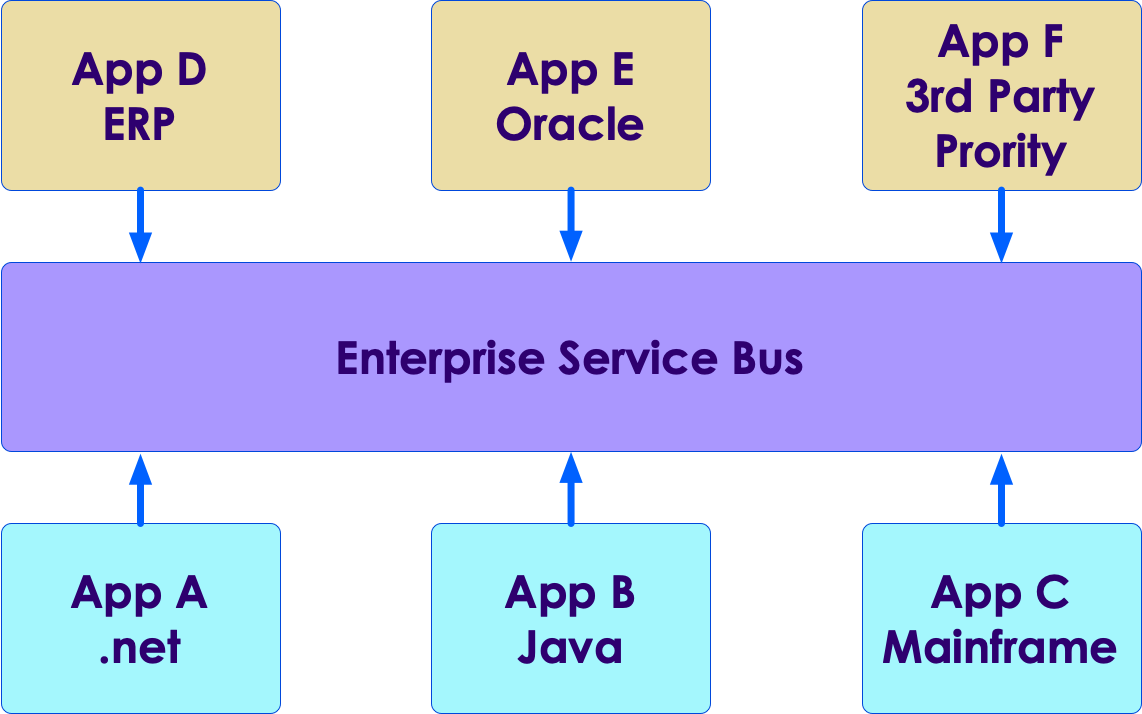 App D
ERP
App E
Oracle
App F
3rd Party
Prority
Enterprise Service Bus
App A
.net
App B
Java
App C
Mainframe